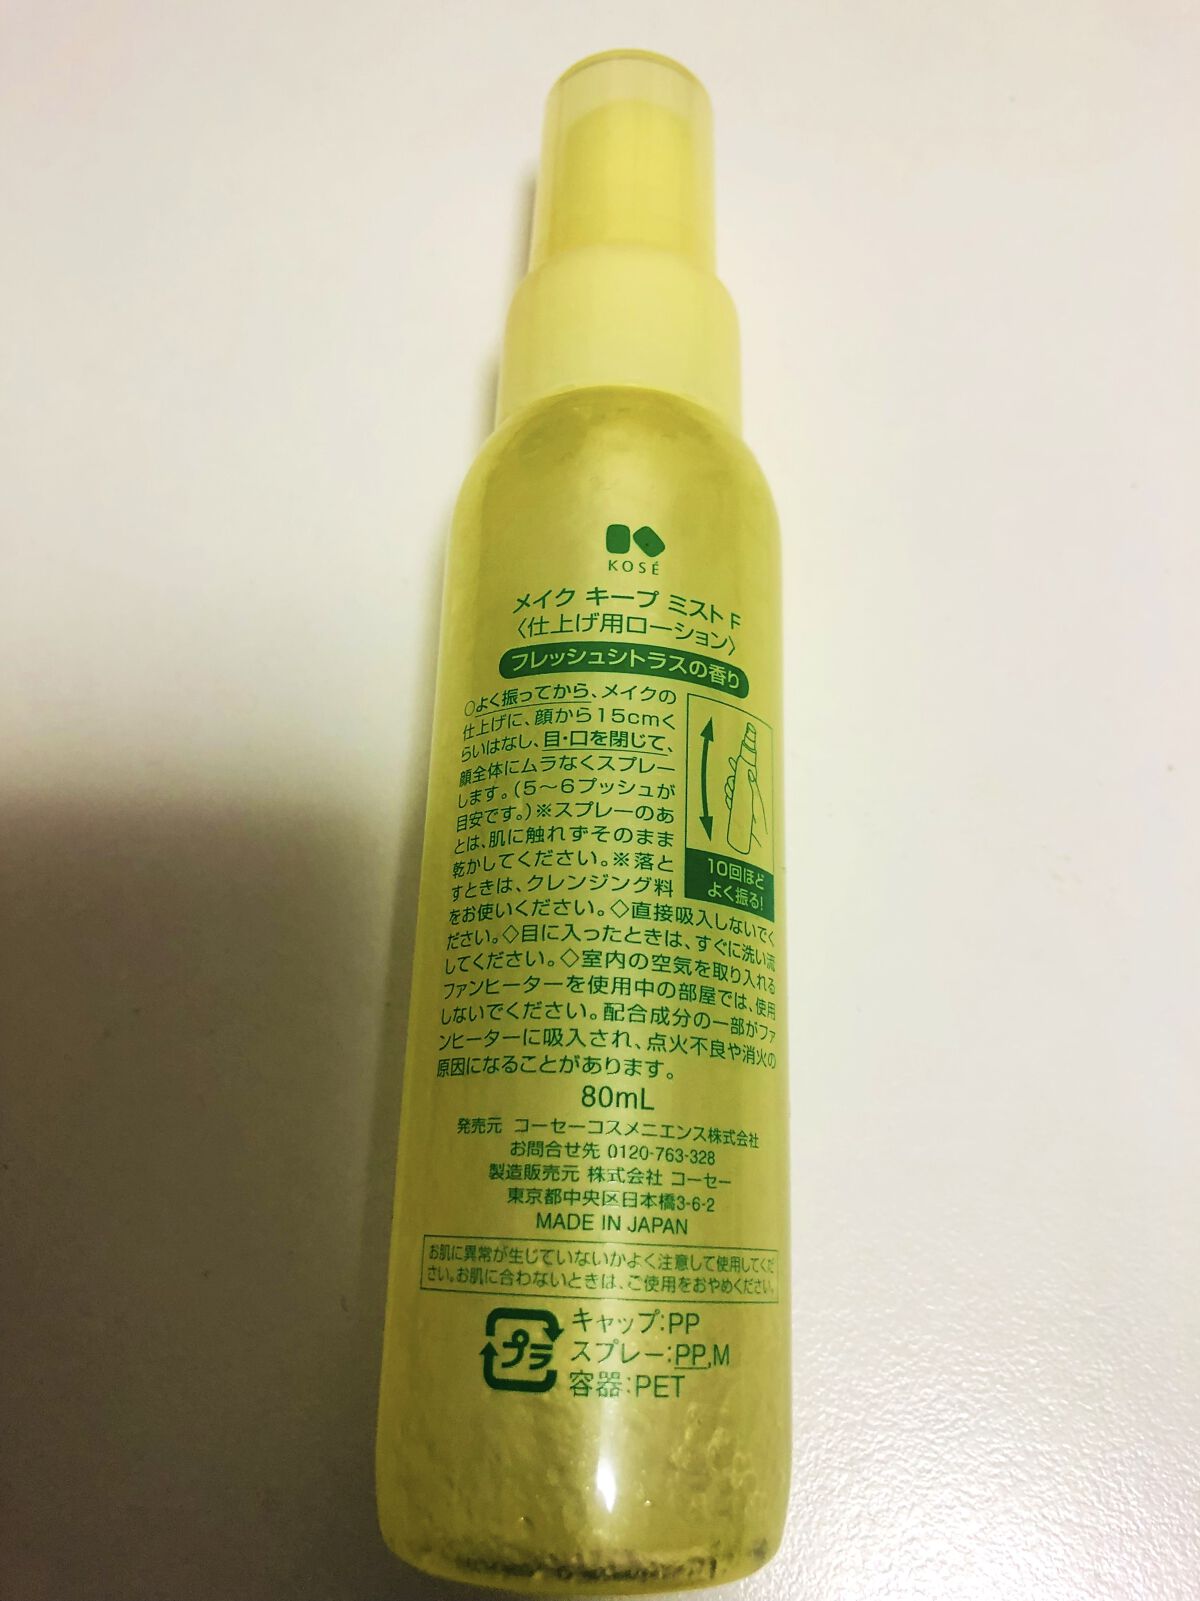 KOSÉ
メイク キープ ミスト F
〈仕上げ用ローション〉
フレッシュシトラスの香り
○よく振ってから、メイクの
仕上げに、顔から15cmく
らいはなし、目・口を閉じて、
顔全体にムラなくスプレー
します。(5～6プッシュが
目安です。)※スプレーのあ
とは、肌に触れずそのまま
乾かしてください。※落と
すときは、クレンジング料
をお使いください。◇直接吸入しないでく
ださい。◇目に入ったときは、すぐに洗い流
してください。◇室内の空気を取り入れる
ファンヒーターを使用中の部屋では、使用
しないでください。配合成分の一部がファ
ンヒーターに吸入され、点火不良や消火の
原因になることがあります。
10回ほど
よく振る!
80mL
発売元 コーセーコスメニエンス株式会社
お問合せ先 0120-763-328
製造販売元 株式会社 コーセー
東京都中央区日本橋3-6-2
MADE IN JAPAN
お肌に異常が生じていないかよく注意して使用してくだ
さい。お肌に合わないときは、ご使用をおやめください。
プラ
キャップ:PP
スプレー:PP,M
容器:PET